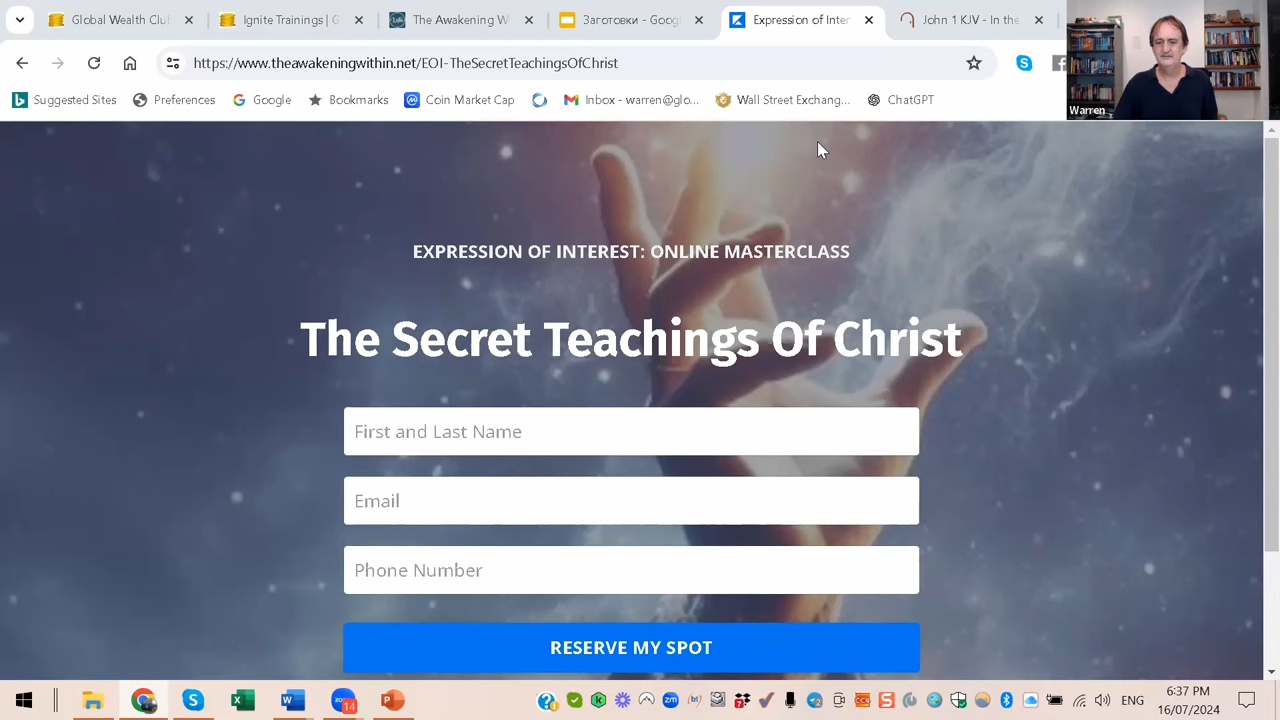 Global Wealth Clu
Ignite Trainings | G
The Awakening W
Заготовки - Goog
Expression of Inter
John 1 KJV - In the
https://www.theawakeningwithin.net/EOI-TheSecretTeachingsOfChrist
Suggested Sites
Preferences
Google
Bookmarks
Coin Market Cap
Inbox - warren@glo...
Wall Street Exchang...
ChatGPT
Warren
EXPRESSION OF INTEREST: ONLINE MASTERCLASS
The Secret Teachings Of Christ
First and Last Name
Email
Phone Number
RESERVE MY SPOT
14
ENG
6:37 PM
16/07/2024